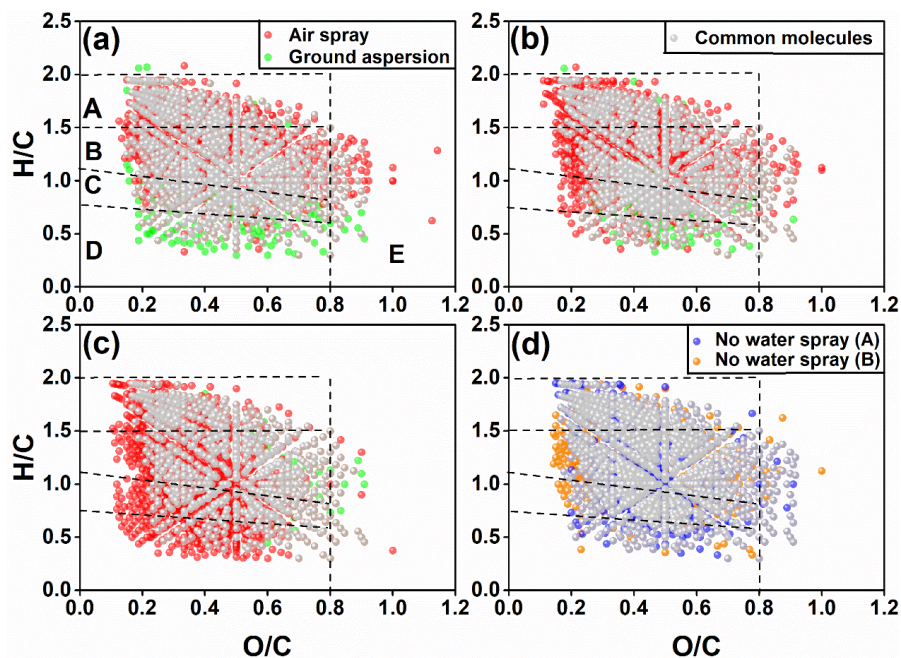 (a)
Air spray
Ground aspersion
(b)
Common molecules
2.5
2.0
1.5
1.0
0.5
0.0
H/C
A
B
C
D
E
0.0 0.2 0.4 0.6 0.8 1.0 1.2
2.5
2.0
1.5
1.0
0.5
0.0
H/C
0.0 0.2 0.4 0.6 0.8 1.0 1.2
(c)
(d)
No water spray (A)
No water spray (B)
2.5
2.0
1.5
1.0
0.5
0.0
H/C
0.0 0.2 0.4 0.6 0.8 1.0 1.2
O/C
2.5
2.0
1.5
1.0
0.5
0.0
H/C
0.0 0.2 0.4 0.6 0.8 1.0 1.2
O/C